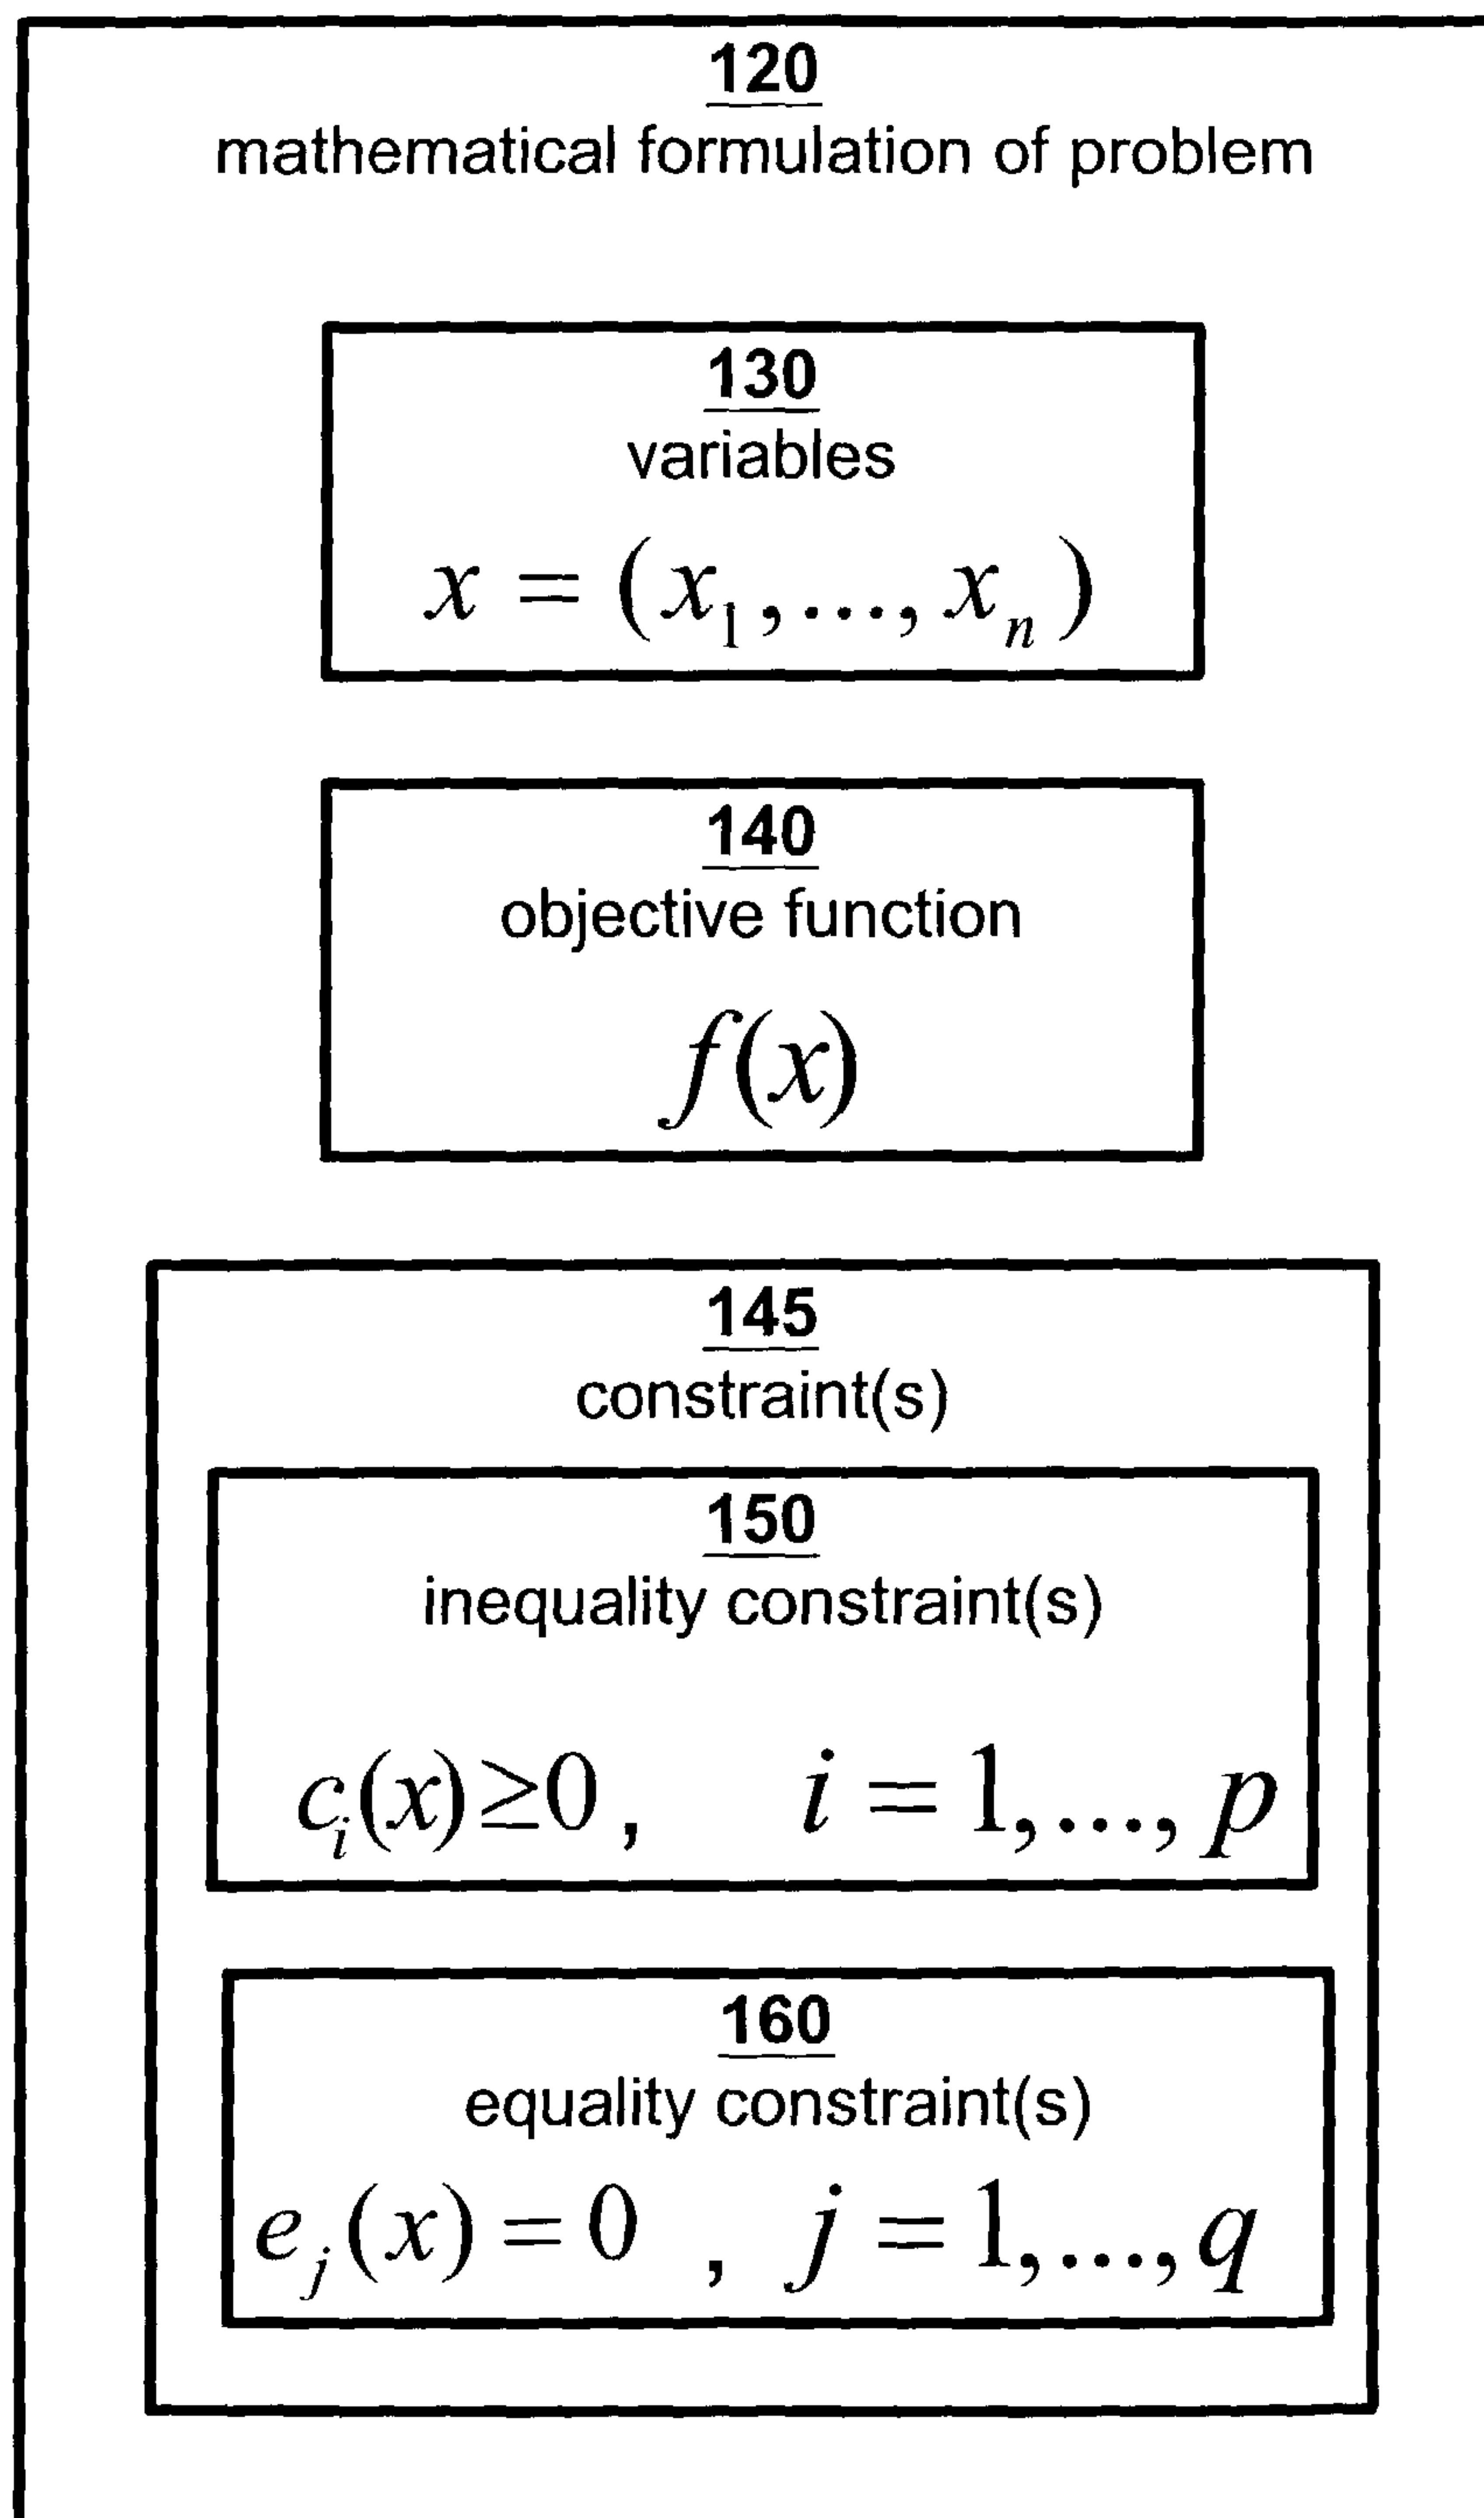 120
mathematical formulation of problem
130
variables
x = (x₁,...,xₙ)
140
objective function
f(x)
145
constraint(s)
150
inequality constraint(s)
cᵢ(x)≥0, i = 1,...,p
160
equality constraint(s)
eⱼ(x)=0 , j =1,...,q